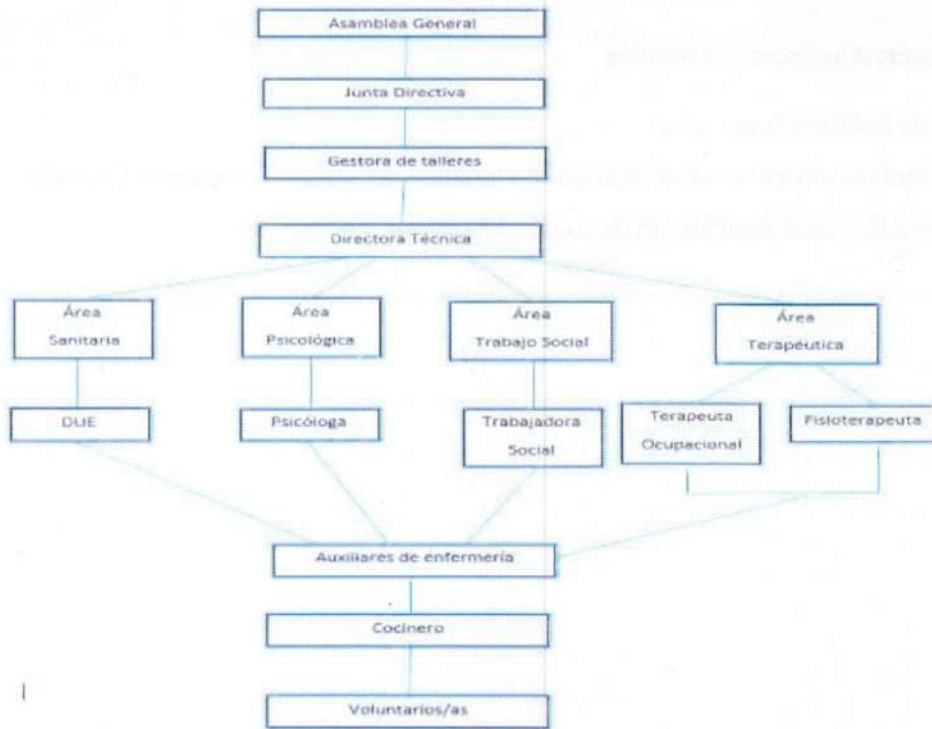 Asamblea General
Junta Directiva
Gestora de talleres
Directora Técnica
Área
Sanitaria
Área
Psicológica
Área
Trabajo Social
Área
Terapéutica
DUE
Psicóloga
Trabajadora
Social
Terapeuta
Ocupacional
Fisioterapeuta
Auxiliares de enfermería
Cocinero
Voluntarios/as